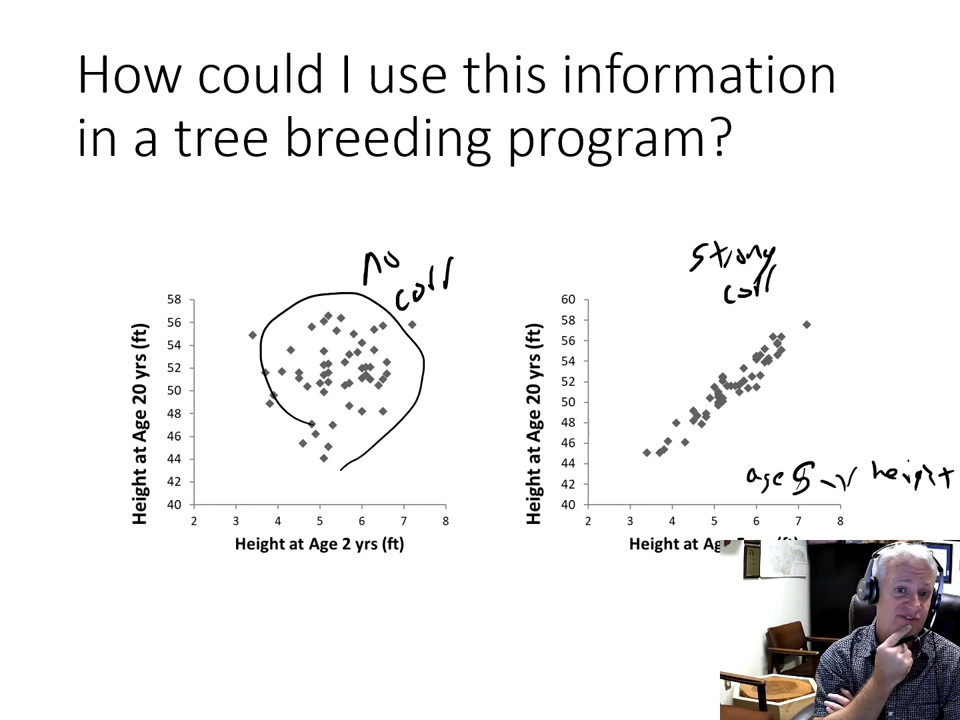 How could I use this information
in a tree breeding program?
no
corr
strong
corr
Height at Age 20 yrs (ft)
58
56
54
52
50
48
46
44
42
40
2 3 4 5 6 7 8
Height at Age 2 yrs (ft)
Height at Age 20 yrs (ft)
60
58
56
54
52
50
48
46
44
42
40
2 3 4 5 6 7 8
age 8-yr height
Height at Age
(ft)